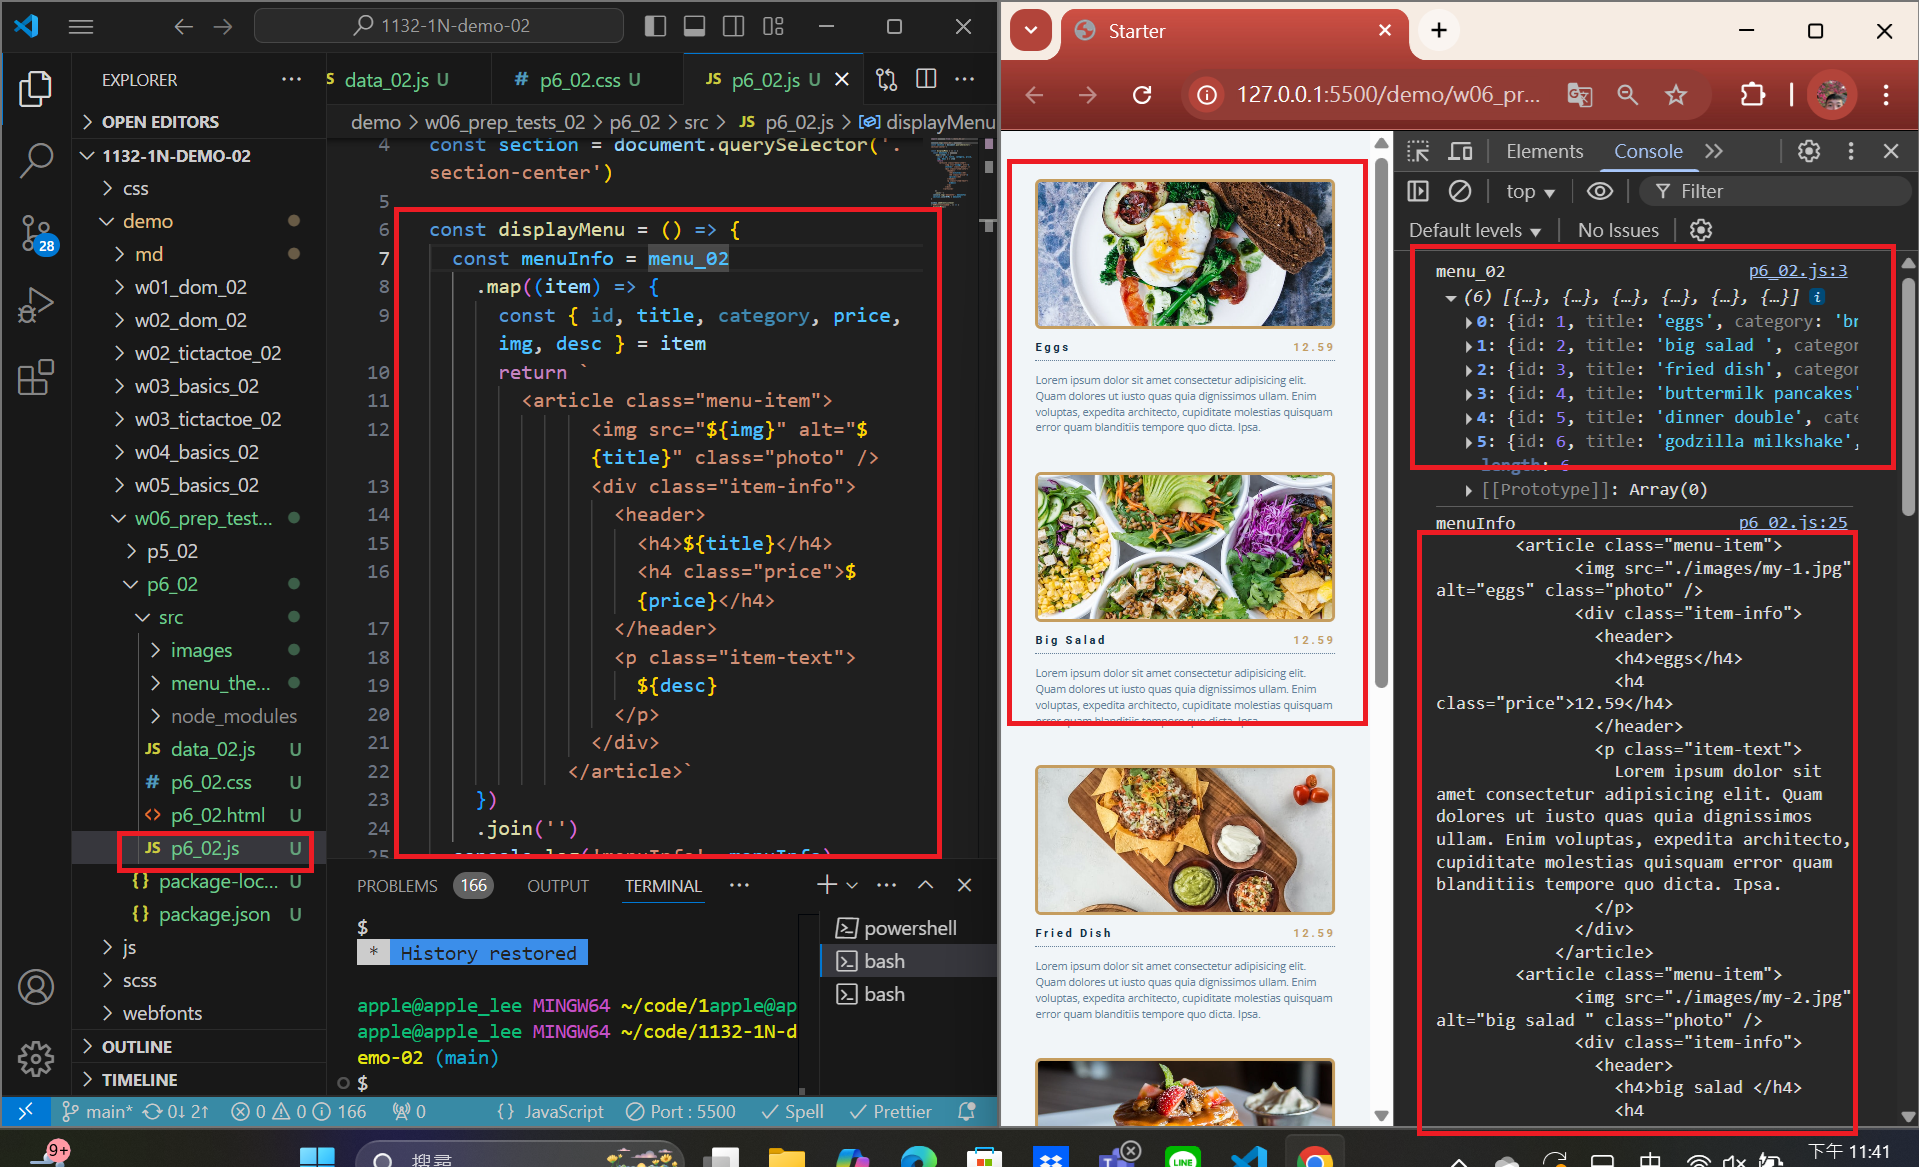 1132-1N-demo-02
EXPLORER
OPEN EDITORS
1132-1N-DEMO-02
css
demo
md
w01_dom_02
w02_dom_02
w02_tictactoe_02
w03_basics_02
w03_tictactoe_02
w04_basics_02
w05_basics_02
w06_prep_test...
p5_02
p6_02
src
images
menu_the...
node_modules
JS data_02.js U
# p6_02.css U
<> p6_02.html U
JS p6_02.js U
{} package-loc... U
{} package.json U
js
scss
webfonts
OUTLINE
TIMELINE
28
S data_02.js U
# p6_02.css U
JS p6_02.js U
demo > w06_prep_tests_02 > p6_02 > src > JS p6_02.js > displayMenu
4 const section = document.querySelector('.
section-center')
5
6 const displayMenu = () => {
7 const menuInfo = menu_02
8 .map((item) => {
9 const { id, title, category, price,
img, desc } = item
10 return `
11 <article class="menu-item">
12 <img src="${img}" alt="$
{title}" class="photo" />
13 <div class="item-info">
14 <header>
15 <h4>${title}</h4>
16 <h4 class="price">$
{price}</h4>
17 </header>
18 <p class="item-text">
19 ${desc}
20 </p>
21 </div>
22 </article>`
23 })
24 .join('')
25 console.log('menuInfo', menuInfo)
PROBLEMS 166 OUTPUT TERMINAL
$
* History restored
apple@apple_lee MINGW64 ~/code/1apple@ap
apple@apple_lee MINGW64 ~/code/1132-1N-d
emo-02 (main)
$
powershell
bash
bash
main* 0↓ 2↑ 0 0 166 0 {} JavaScript Port : 5500 Spell Prettier
Starter
127.0.0.1:5500/demo/w06_pr...
Eggs 12.59
Lorem ipsum dolor sit amet consectetur adipisicing elit.
Quam dolores ut iusto quas quia dignissimos ullam. Enim
voluptas, expedita architecto, cupiditate molestias quisquam
error quam blanditiis tempore quo dicta. Ipsa.
Big Salad 12.59
Lorem ipsum dolor sit amet consectetur adipisicing elit.
Quam dolores ut iusto quas quia dignissimos ullam. Enim
voluptas, expedita architecto, cupiditate molestias quisquam
error quam blanditiis tempore quo dicta. Ipsa.
Fried Dish 12.59
Lorem ipsum dolor sit amet consectetur adipisicing elit.
Quam dolores ut iusto quas quia dignissimos ullam. Enim
voluptas, expedita architecto, cupiditate molestias quisquam
error quam blanditiis tempore quo dicta. Ipsa.
Elements Console
top Filter
Default levels No Issues
menu_02 p6_02.js:3
(6) [{…}, {…}, {…}, {…}, {…}, {…}] i
0: {id: 1, title: 'eggs', category: 'br
1: {id: 2, title: 'big salad ', categor
2: {id: 3, title: 'fried dish', categor
3: {id: 4, title: 'buttermilk pancakes'
4: {id: 5, title: 'dinner double', cate
5: {id: 6, title: 'godzilla milkshake',
length: 6
[[Prototype]]: Array(0)
menuInfo p6_02.js:25
<article class="menu-item">
<img src="./images/my-1.jpg"
alt="eggs" class="photo" />
<div class="item-info">
<header>
<h4>eggs</h4>
<h4
class="price">12.59</h4>
</header>
<p class="item-text">
Lorem ipsum dolor sit
amet consectetur adipisicing elit. Quam
dolores ut iusto quas quia dignissimos
ullam. Enim voluptas, expedita architecto,
cupiditate molestias quisquam error quam
blanditiis tempore quo dicta. Ipsa.
</p>
</div>
</article>
<article class="menu-item">
<img src="./images/my-2.jpg"
alt="big salad " class="photo" />
<div class="item-info">
<header>
<h4>big salad </h4>
<h4
9+
搜尋
LINE
中
下午 11:41